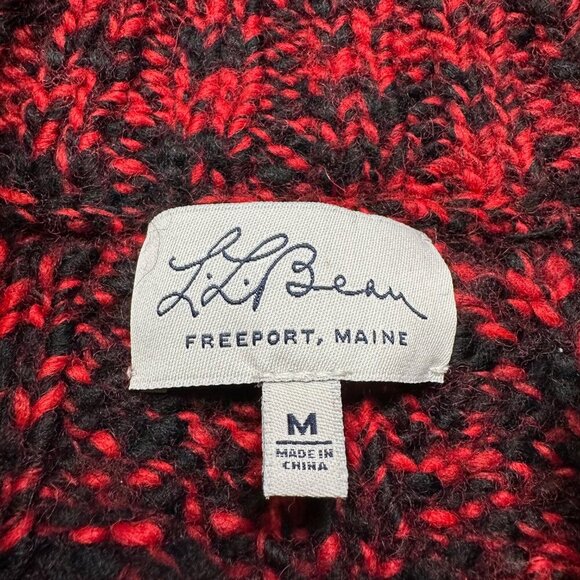 L.L.Bean
FREEPORT, MAINE
M
MADE IN
CHINA